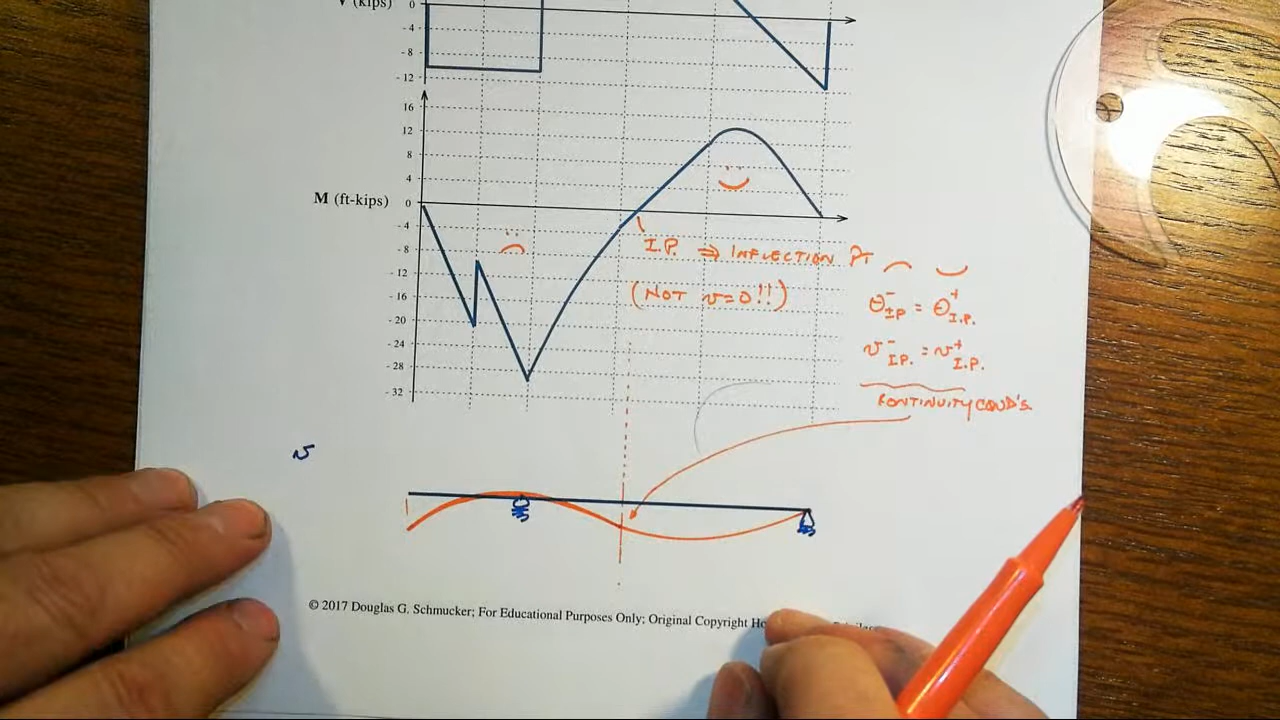 V (kips)
0
- 4
- 8
- 12
16
12
8
4
M (ft-kips) 0
- 4
- 8
- 12
- 16
- 20
- 24
- 28
- 32
I.P. ⇒ INFLECTION PT
(NOT v=0!!)
θ⁻I.P = θ⁺I.P.
v⁻I.P. = v⁺I.P.
CONTINUITY COND'S.
v
© 2017 Douglas G. Schmucker; For Educational Purposes Only; Original Copyright